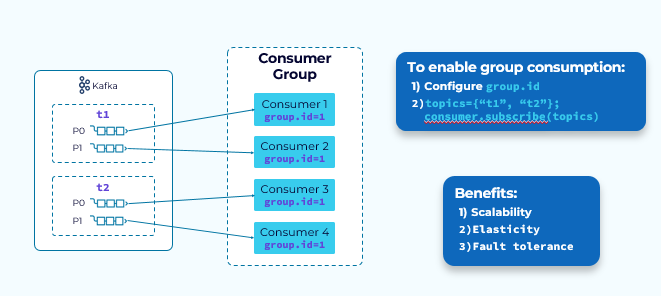 Kafka
t1
P0
P1
t2
P0
P1
Consumer
Group
Consumer 1
group.id=1
Consumer 2
group.id=1
Consumer 3
group.id=1
Consumer 4
group.id=1
To enable group consumption:
1) Configure group.id
2)topics={“t1”, “t2”};
consumer.subscribe(topics)
Benefits:
1) Scalability
2)Elasticity
3)Fault tolerance